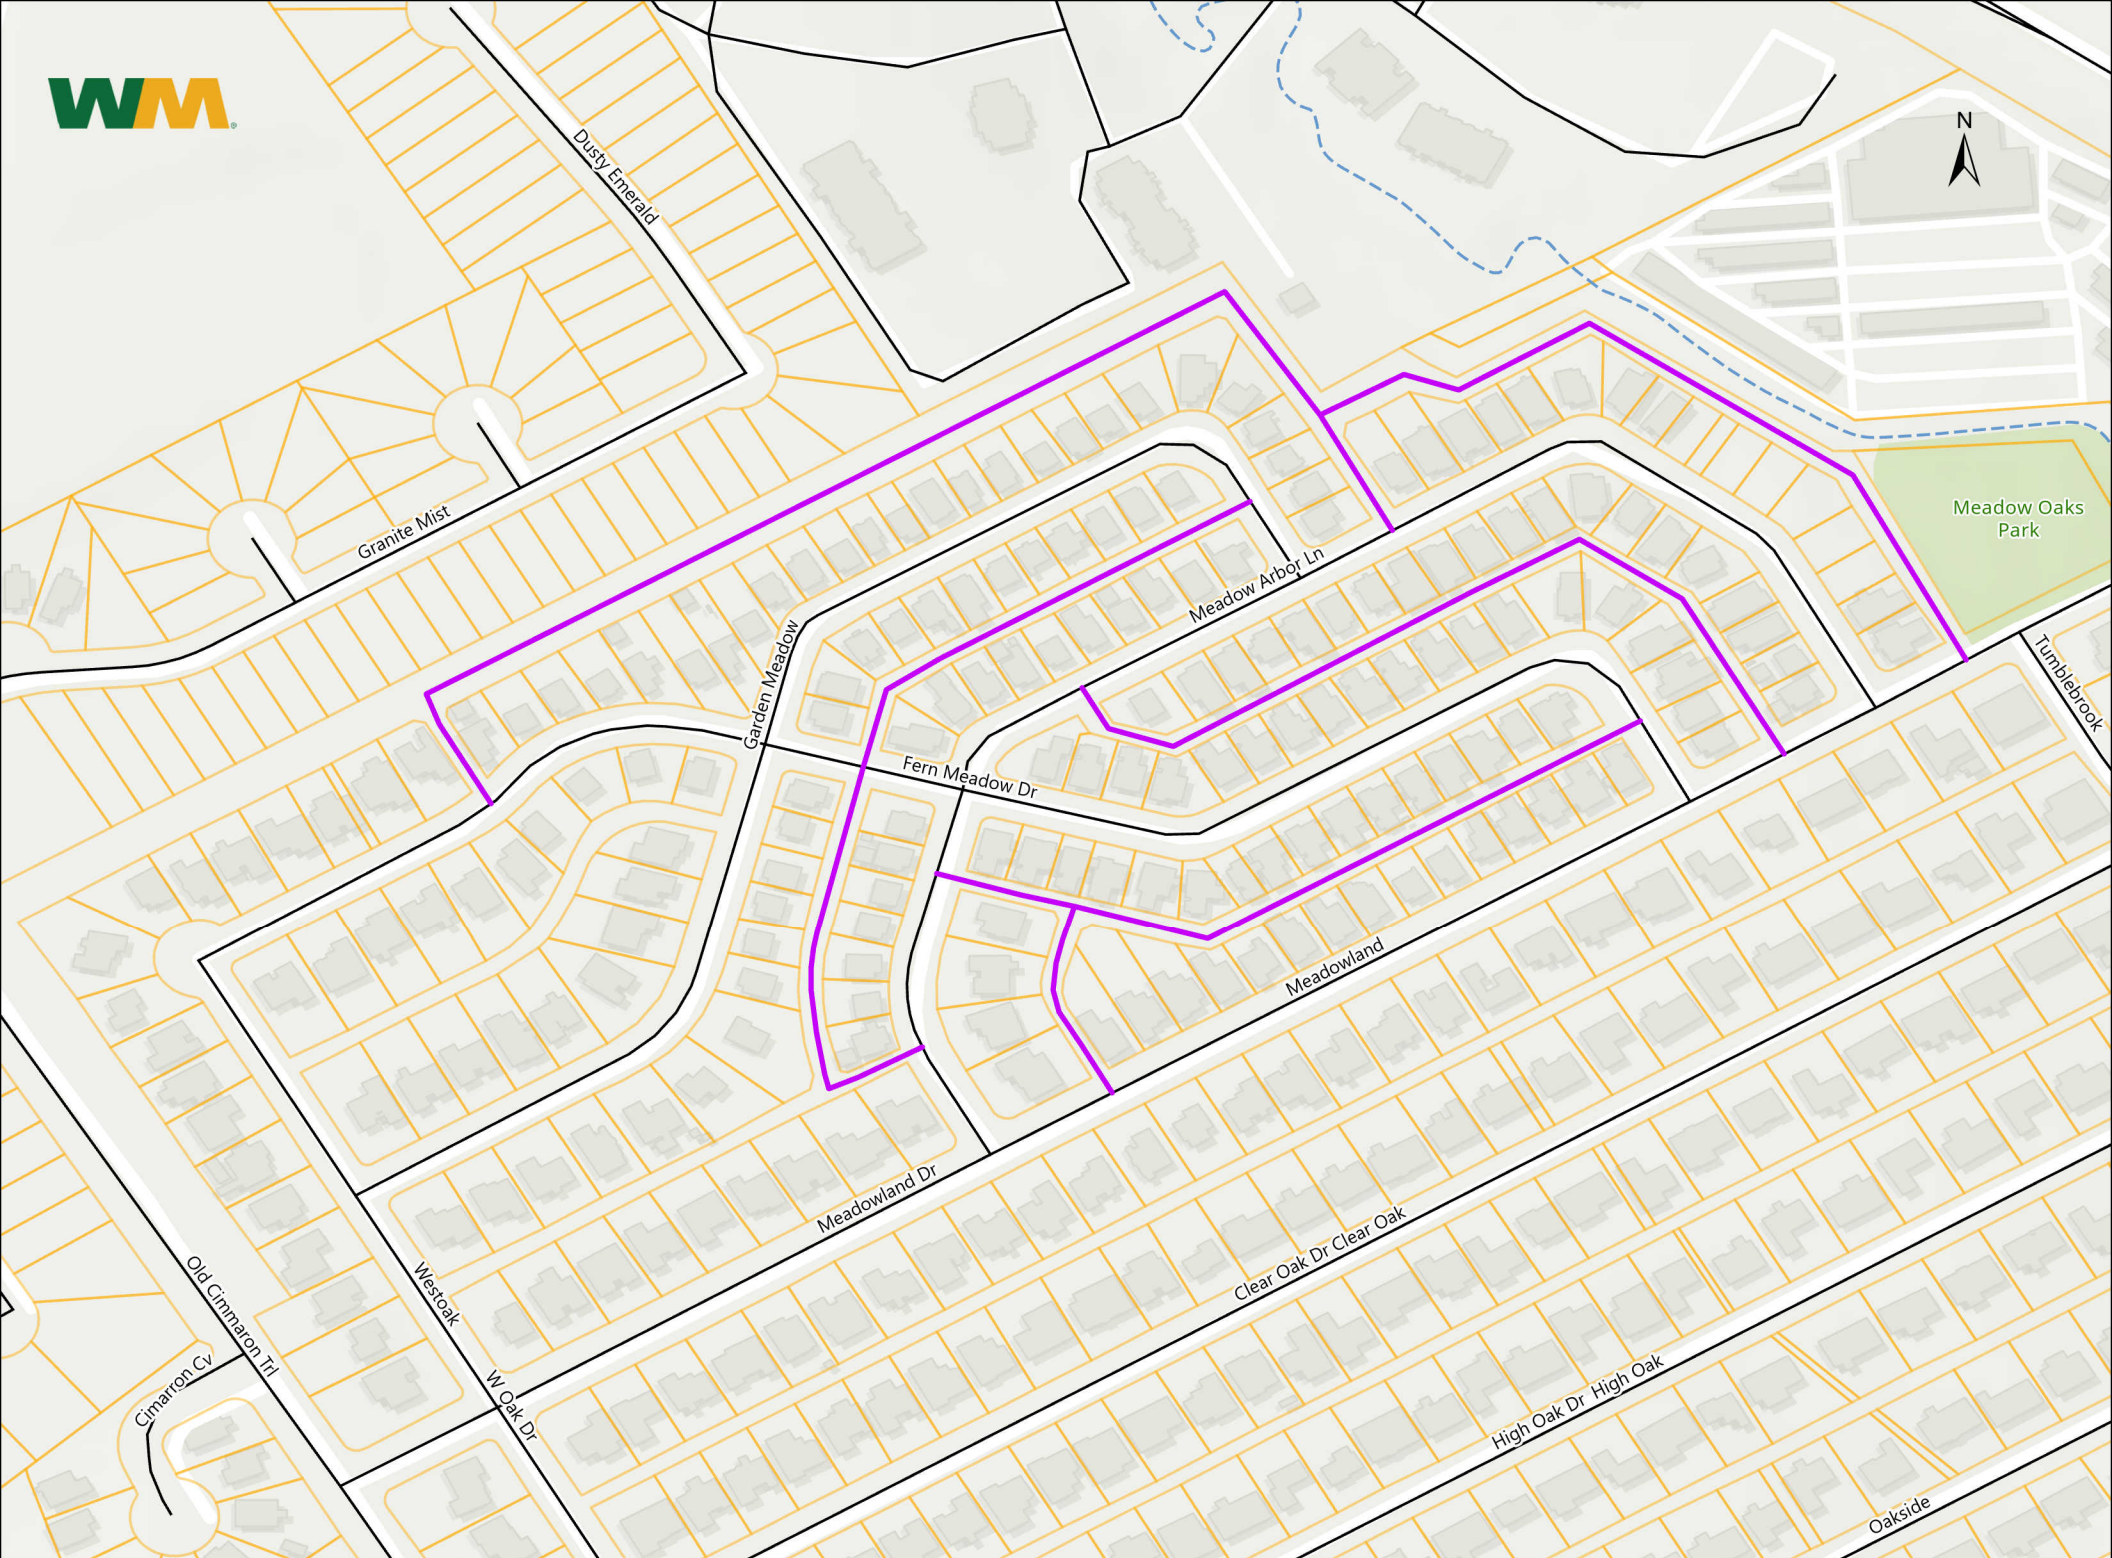 WM
N
Dusty Emerald
Granite Mist
Meadow Oaks
Park
Meadow Arbor Ln
Garden Meadow
Tumblebrook
Fern Meadow Dr
Meadowland
Meadowland Dr
Clear Oak Dr Clear Oak
Old Cimmaron Trl
Westoak
W Oak Dr
Cimarron Cv
High Oak Dr High Oak
Oakside